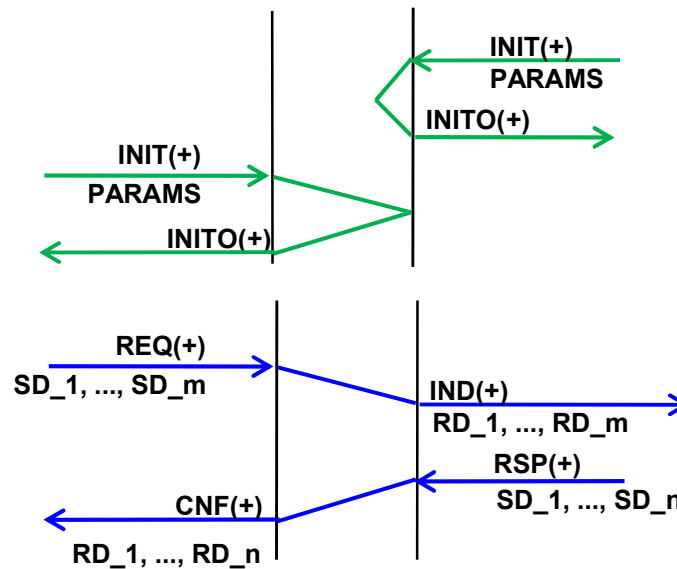 INIT(+)
PARAMS
INITO(+)
INIT(+)
PARAMS
INITO(+)
REQ(+)
SD_1, ..., SD_m
IND(+)
RD_1, ..., RD_m
RSP(+)
SD_1, ..., SD_n
CNF(+)
RD_1, ..., RD_n